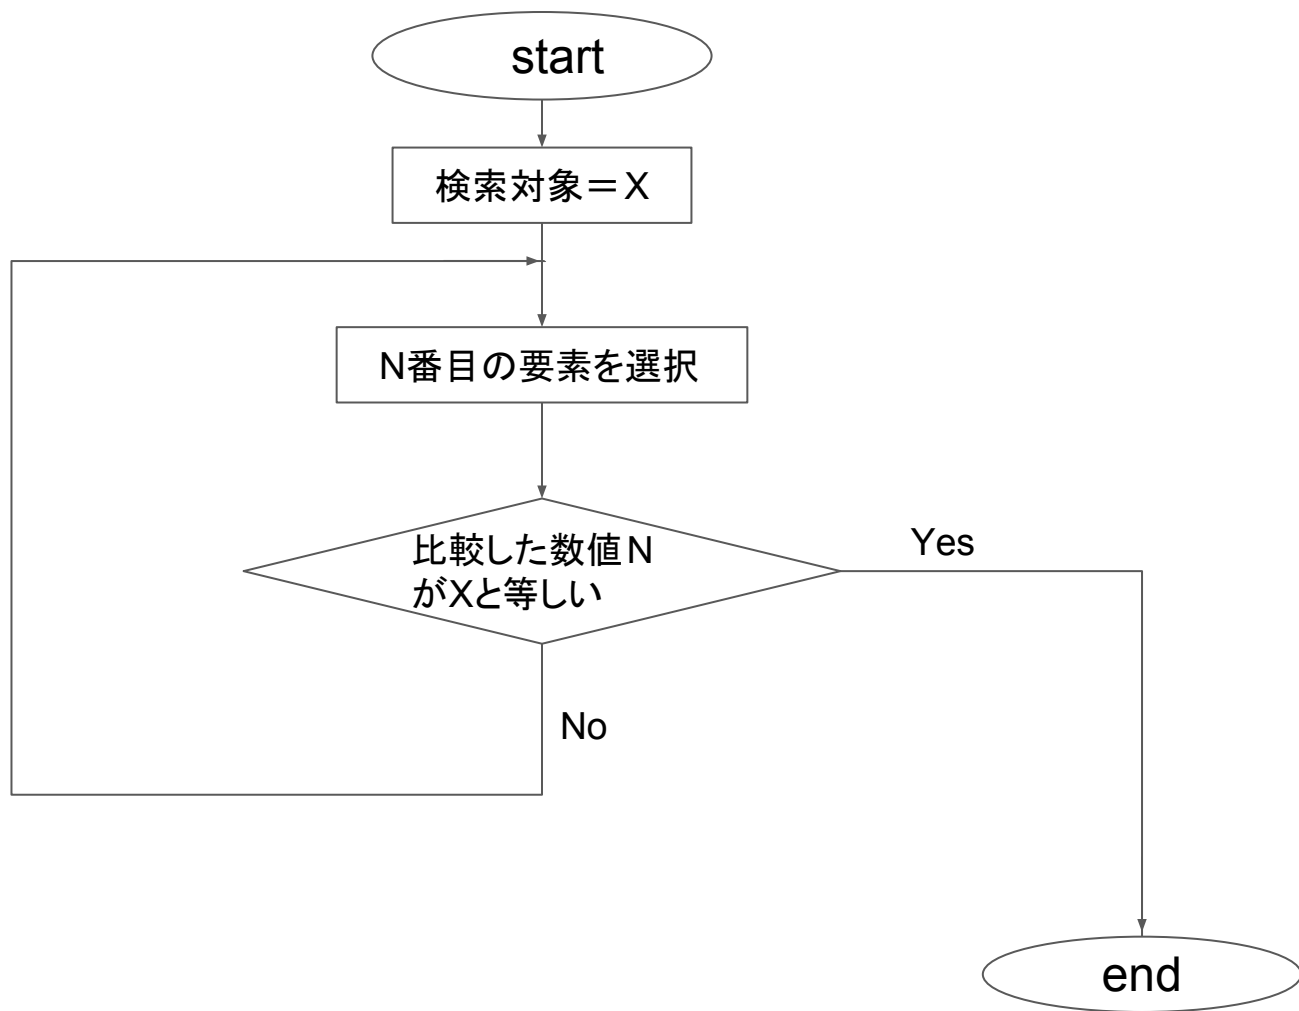 start
検索対象＝X
N番目の要素を選択
比較した数値N
がXと等しい
Yes
No
end